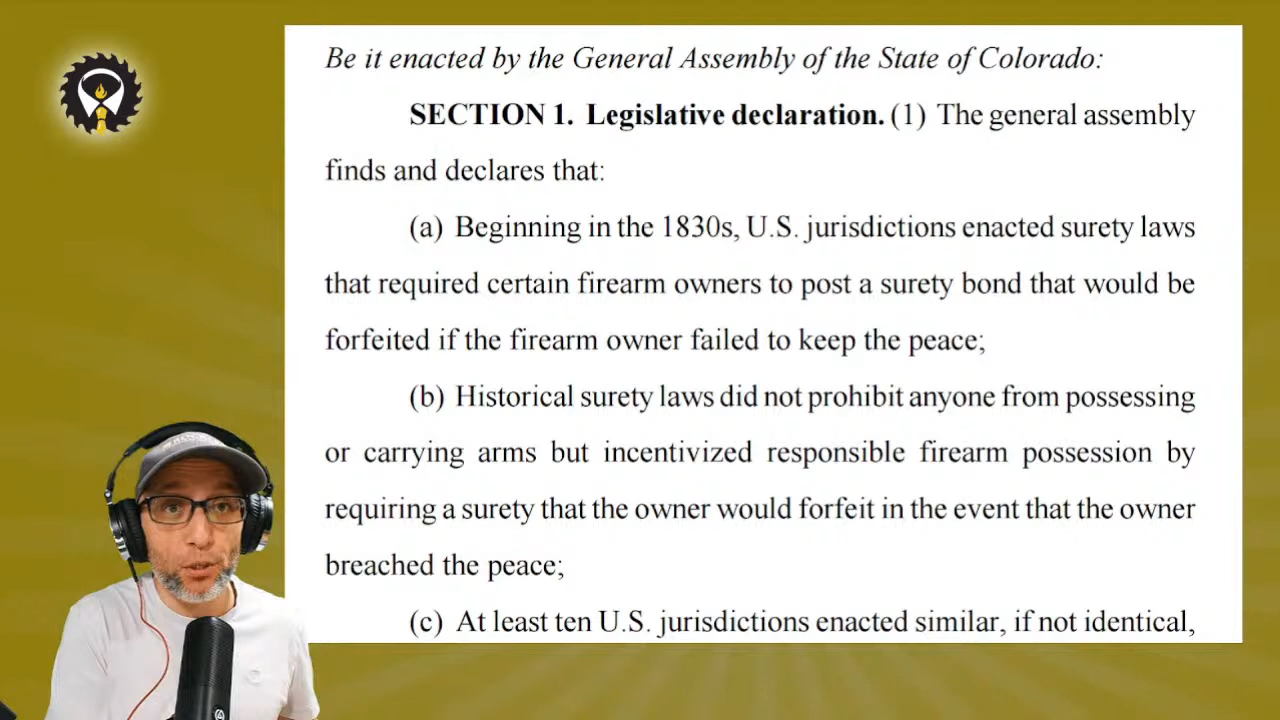 Be it enacted by the General Assembly of the State of Colorado:
SECTION 1. Legislative declaration. (1) The general assembly
finds and declares that:
(a) Beginning in the 1830s, U.S. jurisdictions enacted surety laws
that required certain firearm owners to post a surety bond that would be
forfeited if the firearm owner failed to keep the peace;
(b) Historical surety laws did not prohibit anyone from possessing
or carrying arms but incentivized responsible firearm possession by
requiring a surety that the owner would forfeit in the event that the owner
breached the peace;
(c) At least ten U.S. jurisdictions enacted similar, if not identical,